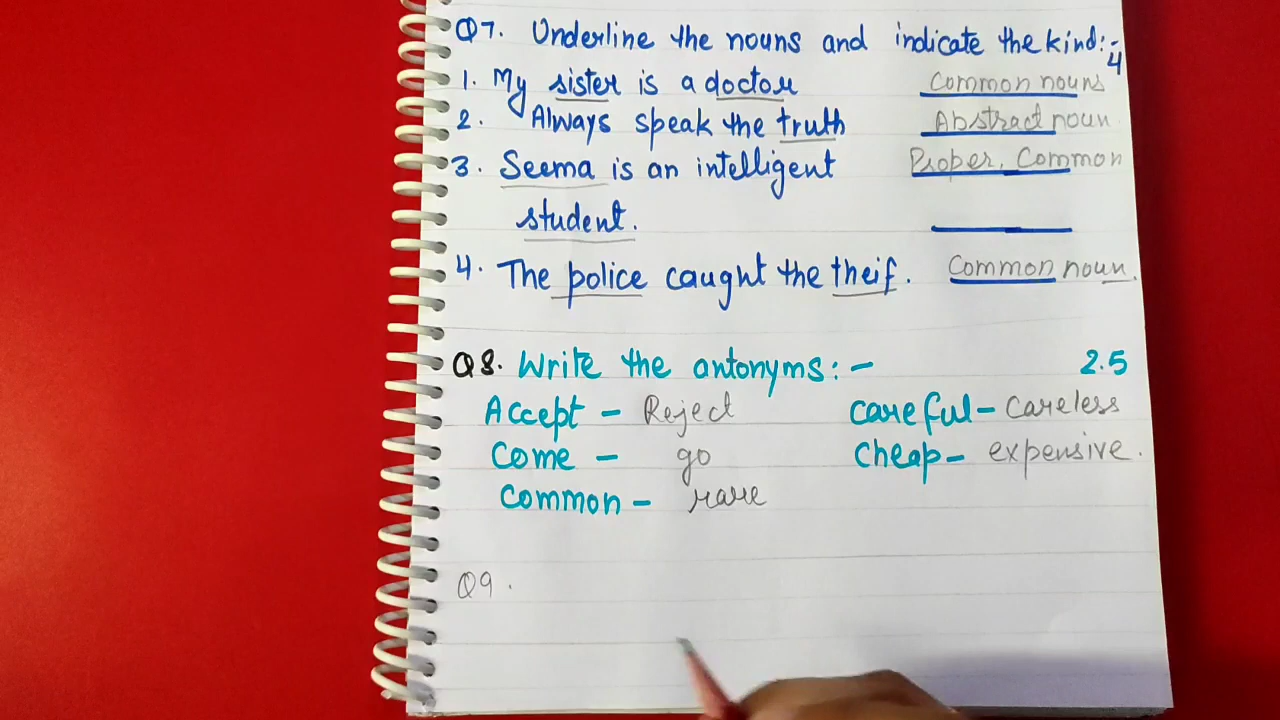 Q7. Underline the nouns and indicate the kind:- 4
1. My sister is a doctor Common nouns
2. Always speak the truth Abstract noun
3. Seema is an intelligent Proper, Common
student.
4. The police caught the theif. Common noun.
Q8. Write the antonyms:- 2.5
Accept - Reject careful - careless
Come - go cheap - expensive.
Common - rare
Q9.